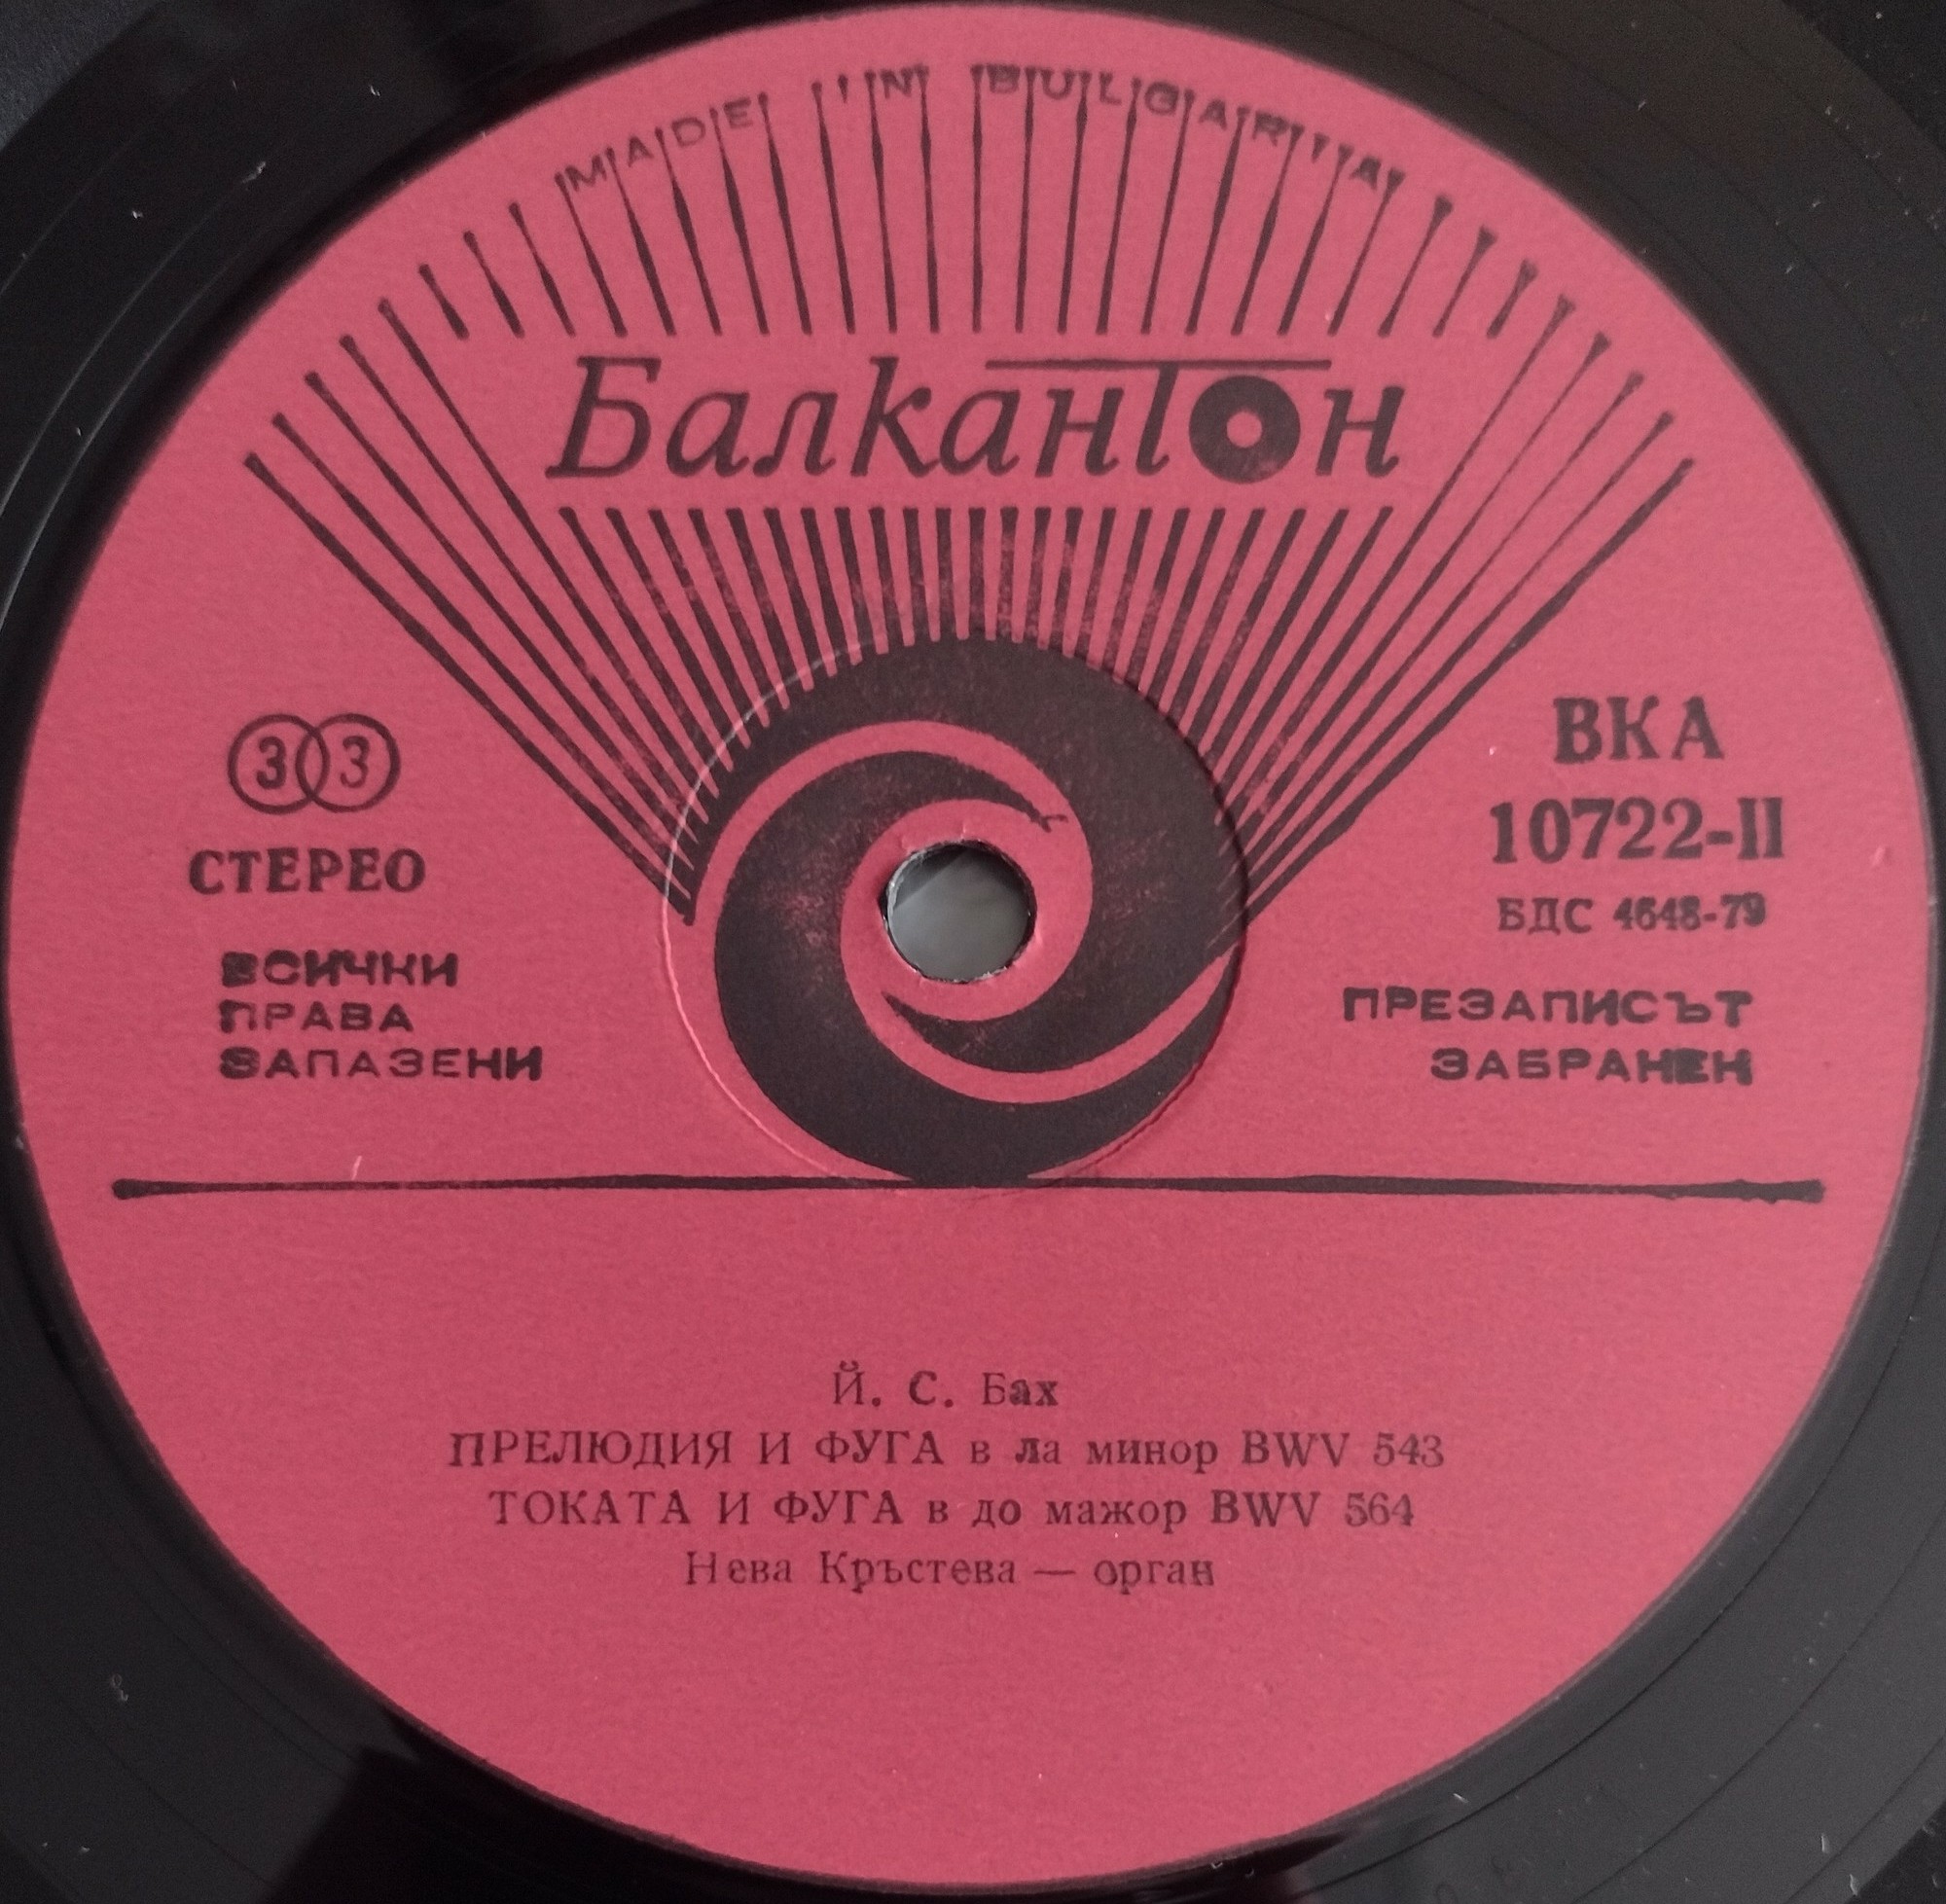 MADE IN BULGARIA
Балкантон
33
СТЕРЕО
ВСИЧКИ
ПРАВА
ЗАПАЗЕНИ
ВКА
10722-II
БДС 4648-79
ПРЕЗАПИСЪТ
ЗАБРАНЕН
Й. С. Бах
ПРЕЛЮДИЯ И ФУГА в ла минор BWV 543
ТОКАТА И ФУГА в до мажор BWV 564
Нева Кръстева — орган